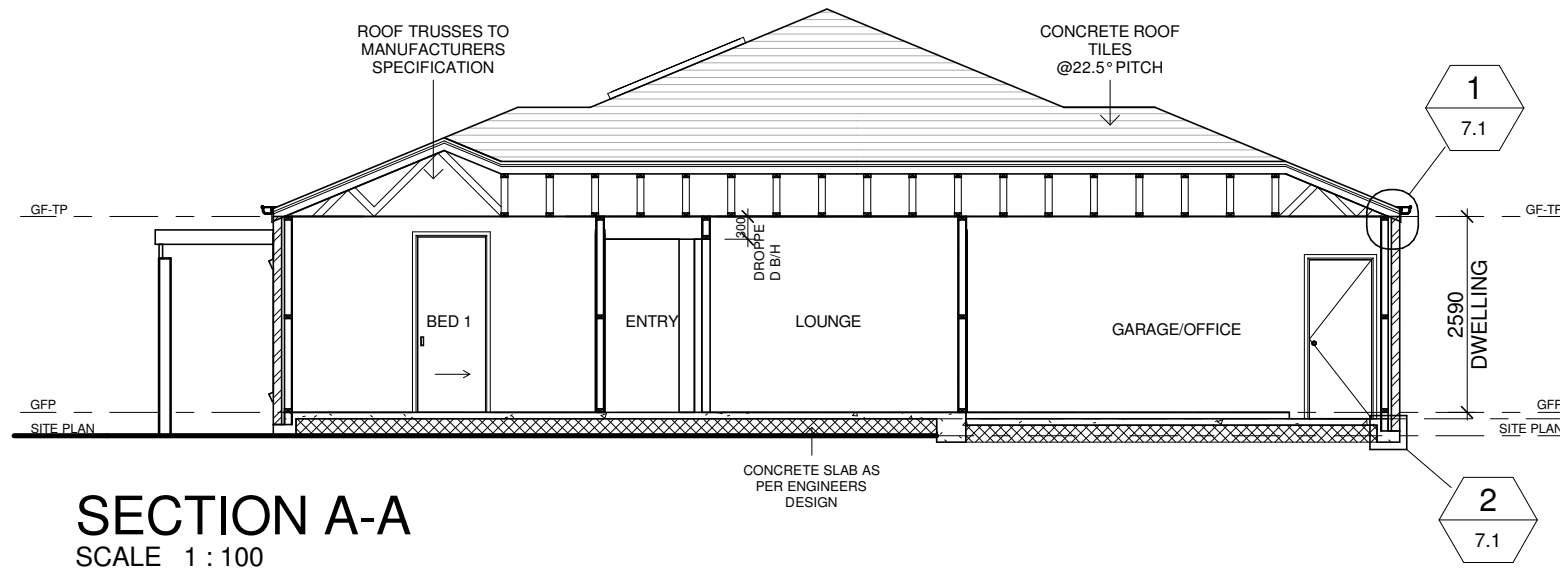 ROOF TRUSSES TO
MANUFACTURERS
SPECIFICATION
CONCRETE ROOF
TILES
@22.5° PITCH
1
7.1
GF-TP
GF-TP
300
DROPPE
D B/H
BED 1
ENTRY
LOUNGE
GARAGE/OFFICE
2590
DWELLING
GFP
GFP
SITE PLAN
SITE PLAN
CONCRETE SLAB AS
PER ENGINEERS
DESIGN
2
7.1
SECTION A-A
SCALE 1 : 100